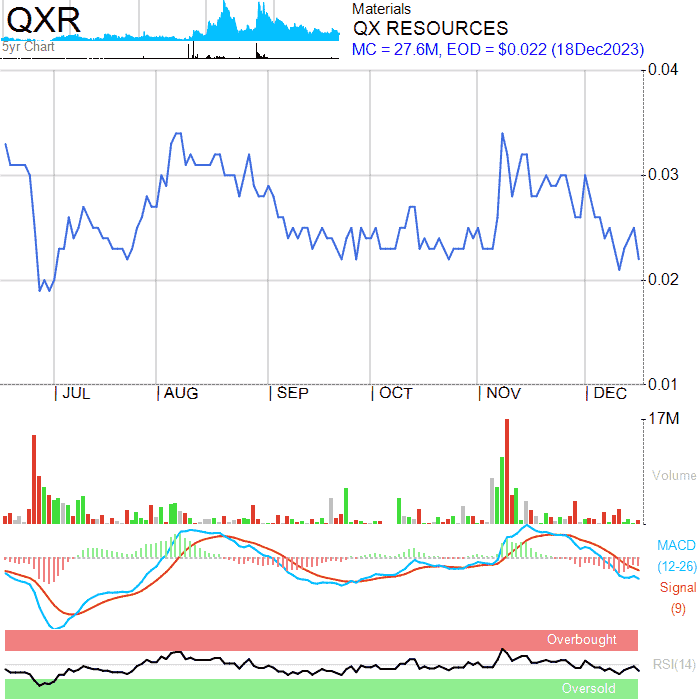 QXR
5yr Chart
Materials
QX RESOURCES
MC = 27.6M, EOD = $0.022 (18Dec2023)
0.04
0.03
0.02
0.01
JUL AUG SEP OCT NOV DEC
17M
Volume
MACD
(12-26)
Signal
(9)
Overbought
RSI(14)
Oversold